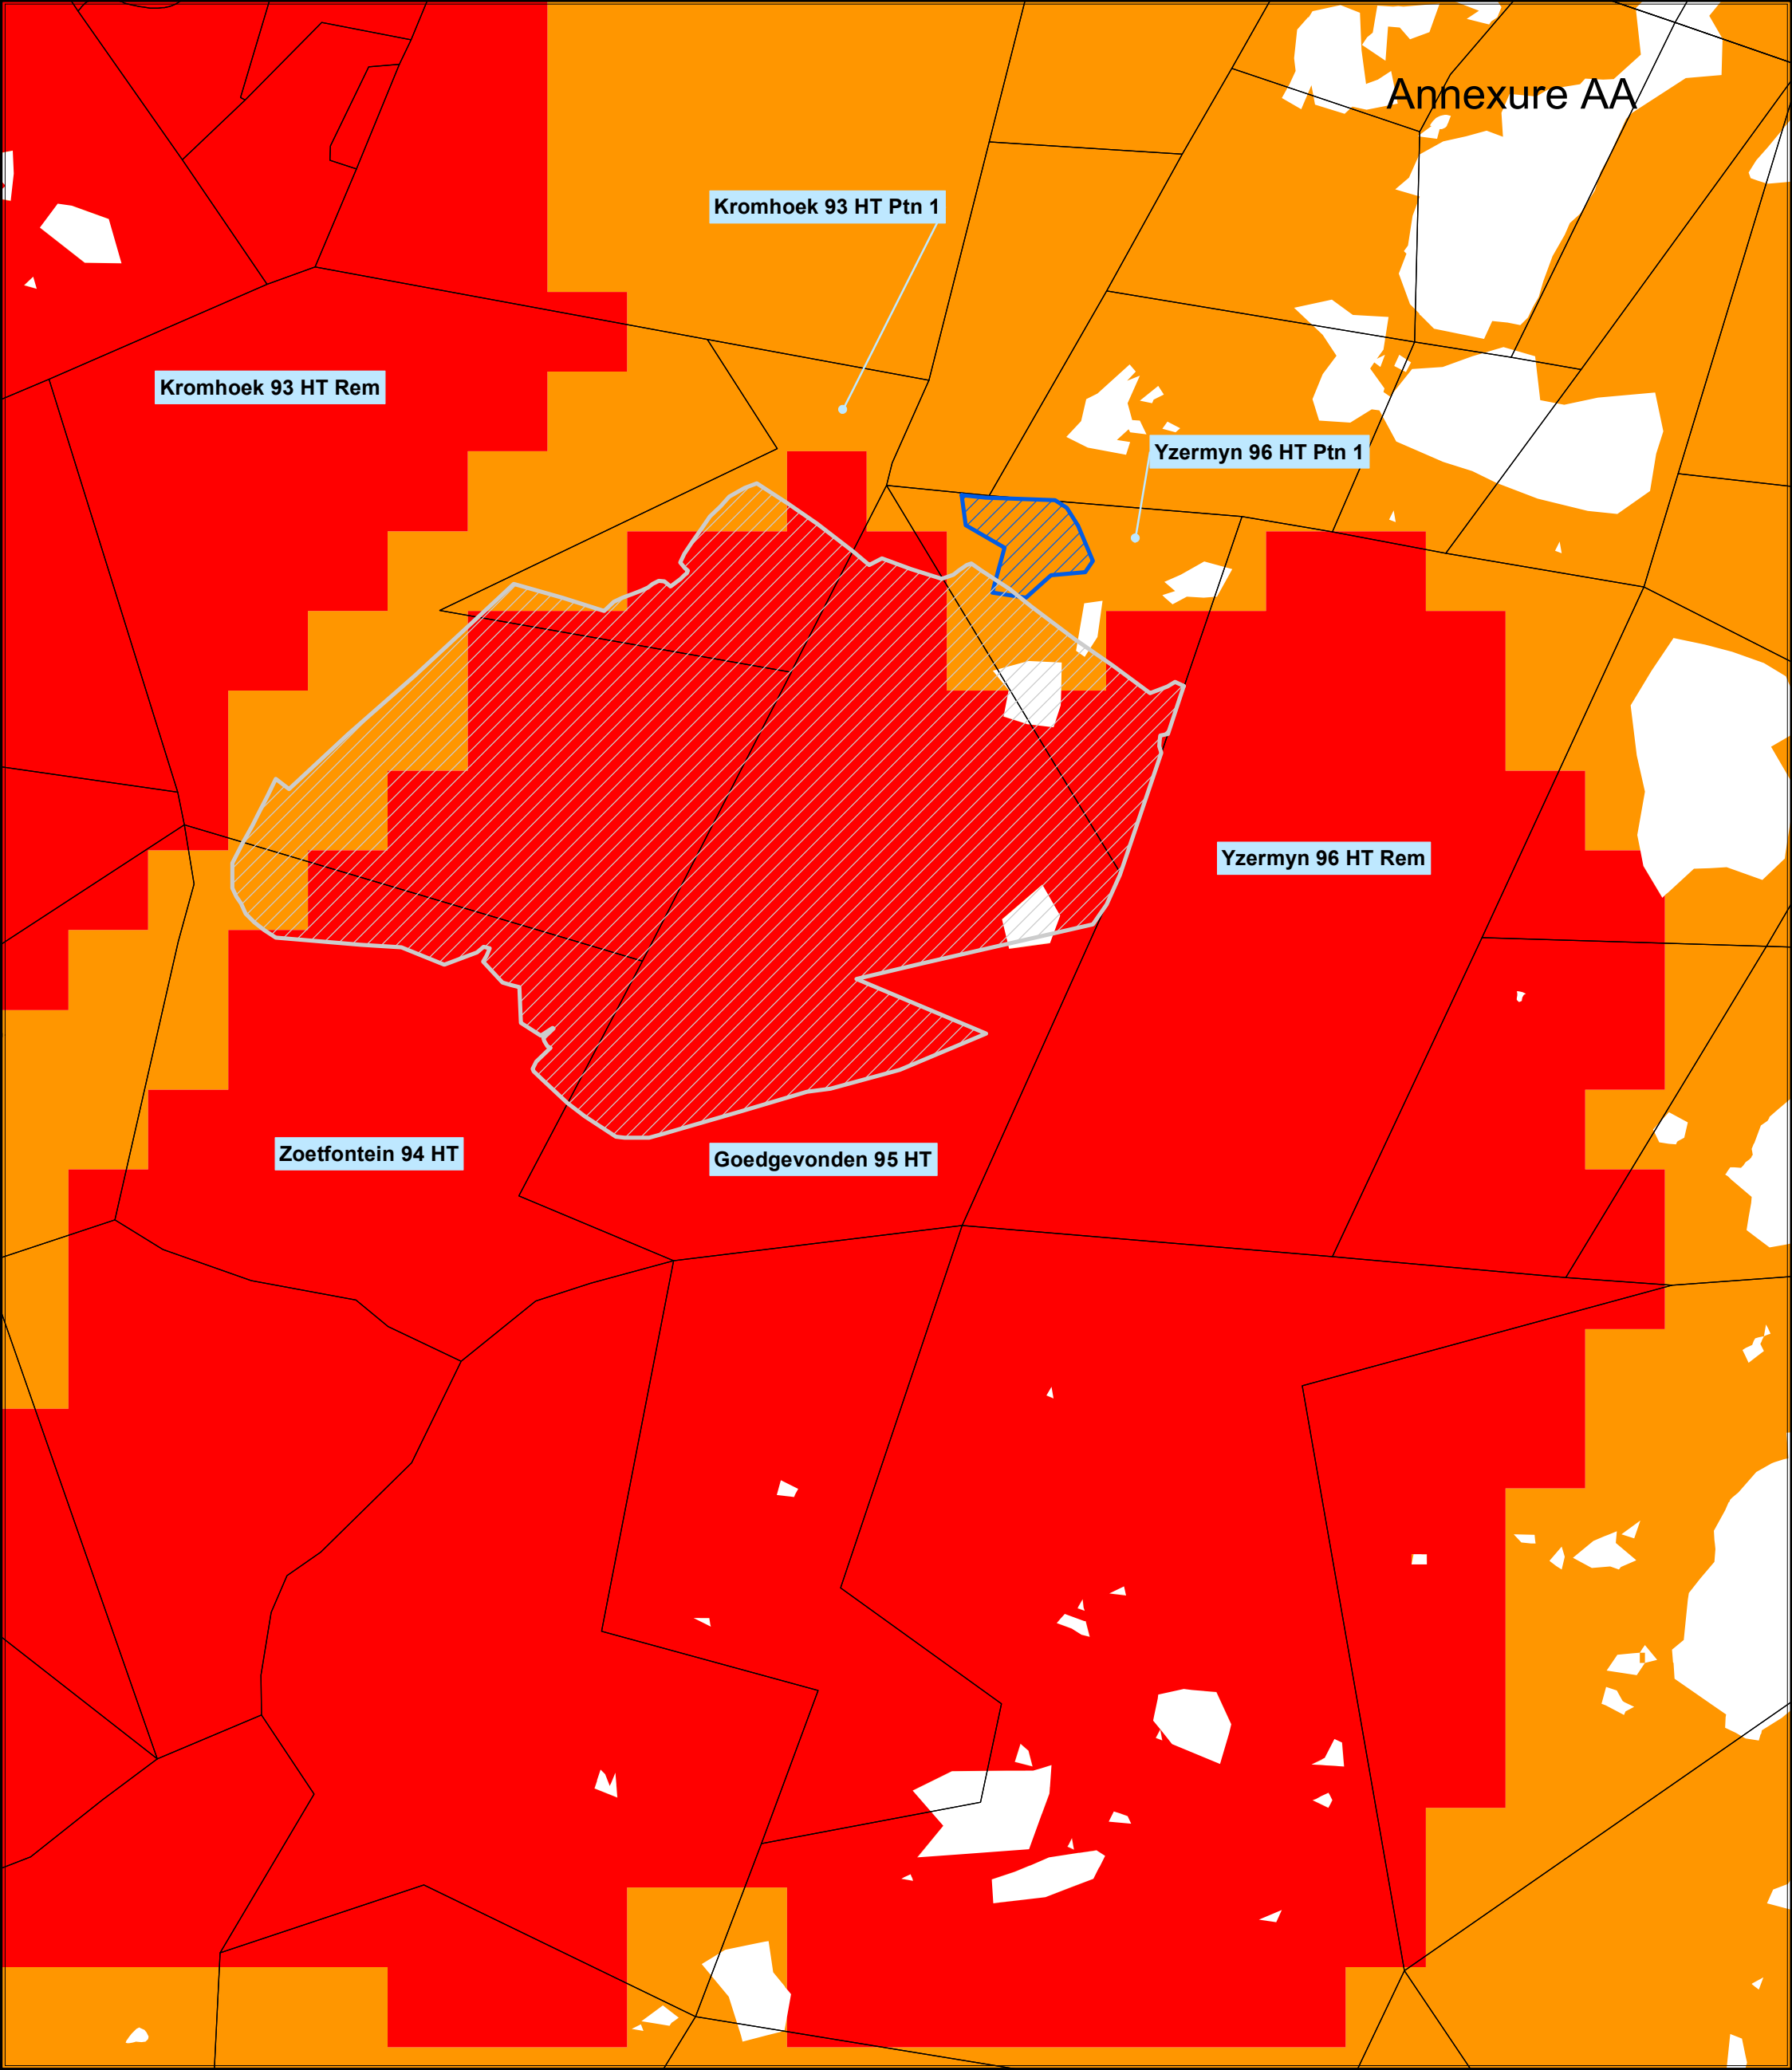 Annexure AA
Kromhoek 93 HT Ptn 1
Kromhoek 93 HT Rem
Yzermyn 96 HT Ptn 1
Yzermyn 96 HT Rem
Zoetfontein 94 HT
Goedgevonden 95 HT